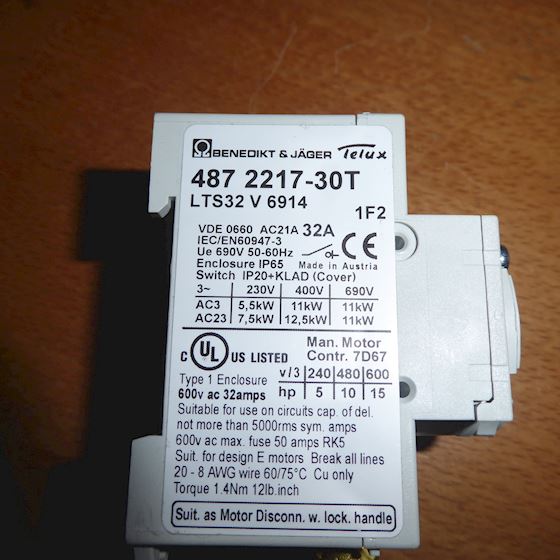 BENEDIKT & JÄGER Telux
487 2217-30T
LTS32 V 6914
1F2
VDE 0660 AC21A 32A
IEC/EN60947-3
Ue 690V 50-60Hz CE
Enclosure IP65 Made in Austria
Switch IP20+KLAD (Cover)
3~ 230V 400V 690V
AC3 5,5kW 11kW 11kW
AC23 7,5kW 12,5kW 11kW
C UL US LISTED Man. Motor
Contr. 7D67
Type 1 Enclosure v/3 240 480 600
600v ac 32amps hp 5 10 15
Suitable for use on circuits cap. of del.
not more than 5000rms sym. amps
600v ac max. fuse 50 amps RK5
Suit. for design E motors Break all lines
20 - 8 AWG wire 60/75°C Cu only
Torque 1.4Nm 12lb.inch
Suit. as Motor Disconn. w. lock. handle